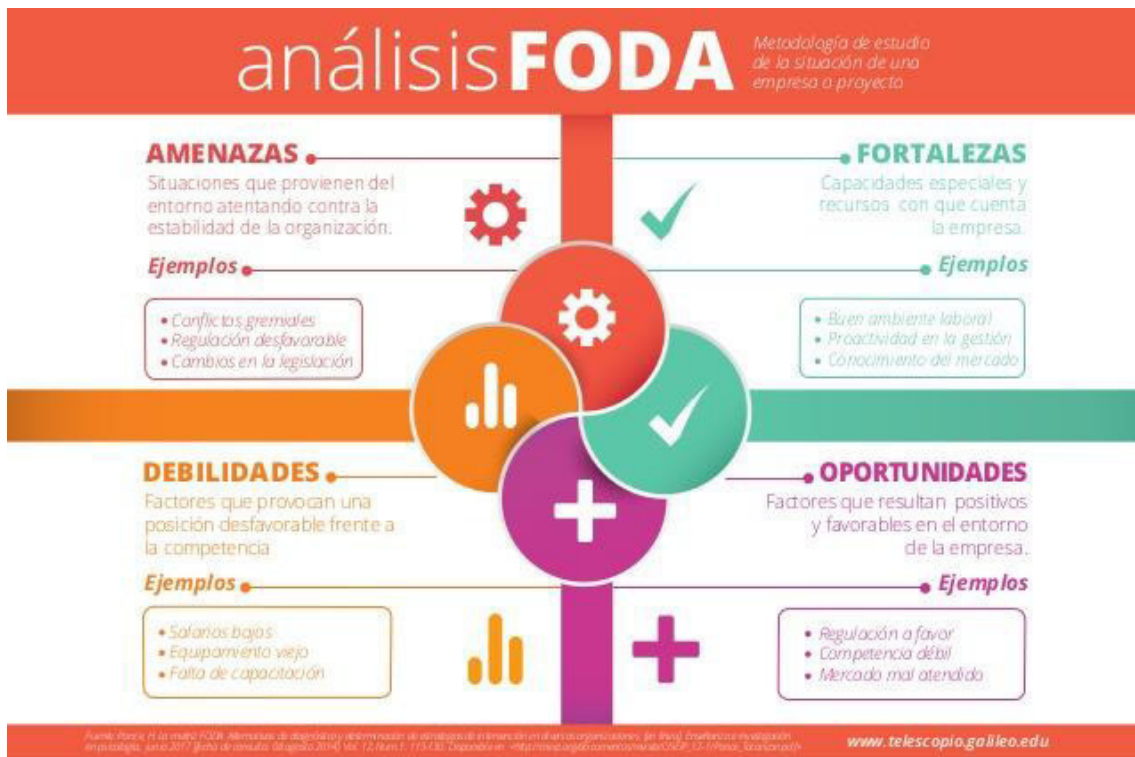 análisis FODA
Metodología de estudio
de la situación de una
empresa o proyecto
AMENAZAS
Situaciones que provienen del
entorno atentando contra la
estabilidad de la organización.
Ejemplos
• Conflictos gremiales
• Regulación desfavorable
• Cambios en la legislación
FORTALEZAS
Capacidades especiales y
recursos con que cuenta
la empresa.
Ejemplos
• Buen ambiente laboral
• Proactividad en la gestión
• Conocimiento del mercado
DEBILIDADES
Factores que provocan una
posición desfavorable frente a
la competencia
Ejemplos
• Salarios bajos
• Equipamiento viejo
• Falta de capacitación
OPORTUNIDADES
Factores que resultan positivos
y favorables en el entorno
de la empresa.
Ejemplos
• Regulación a favor
• Competencia débil
• Mercado mal atendido
www.telescopio.galileo.edu